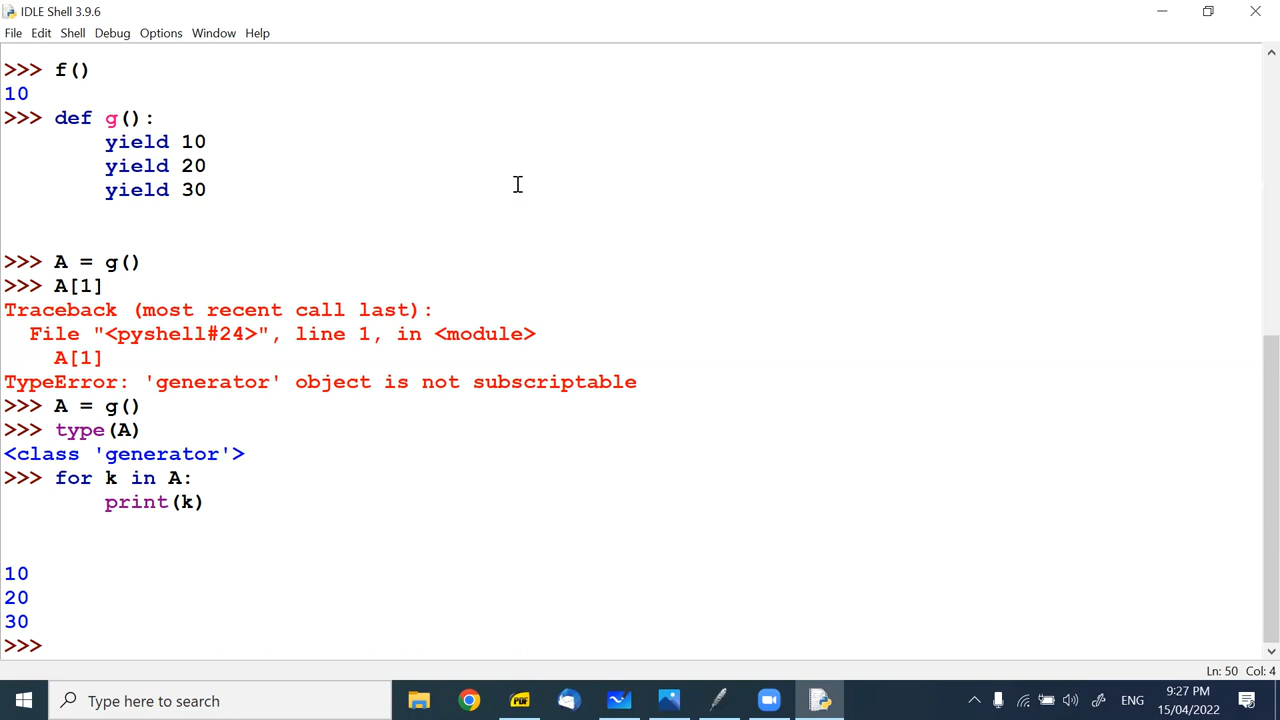 IDLE Shell 3.9.6
File Edit Shell Debug Options Window Help
>>> f()
10
>>> def g():
        yield 10
        yield 20
        yield 30
>>> A = g()
>>> A[1]
Traceback (most recent call last):
  File "<pyshell#24>", line 1, in <module>
    A[1]
TypeError: 'generator' object is not subscriptable
>>> A = g()
>>> type(A)
<class 'generator'>
>>> for k in A:
        print(k)
10
20
30
>>>
Ln: 50 Col: 4
Type here to search
PDF
ENG
9:27 PM
15/04/2022